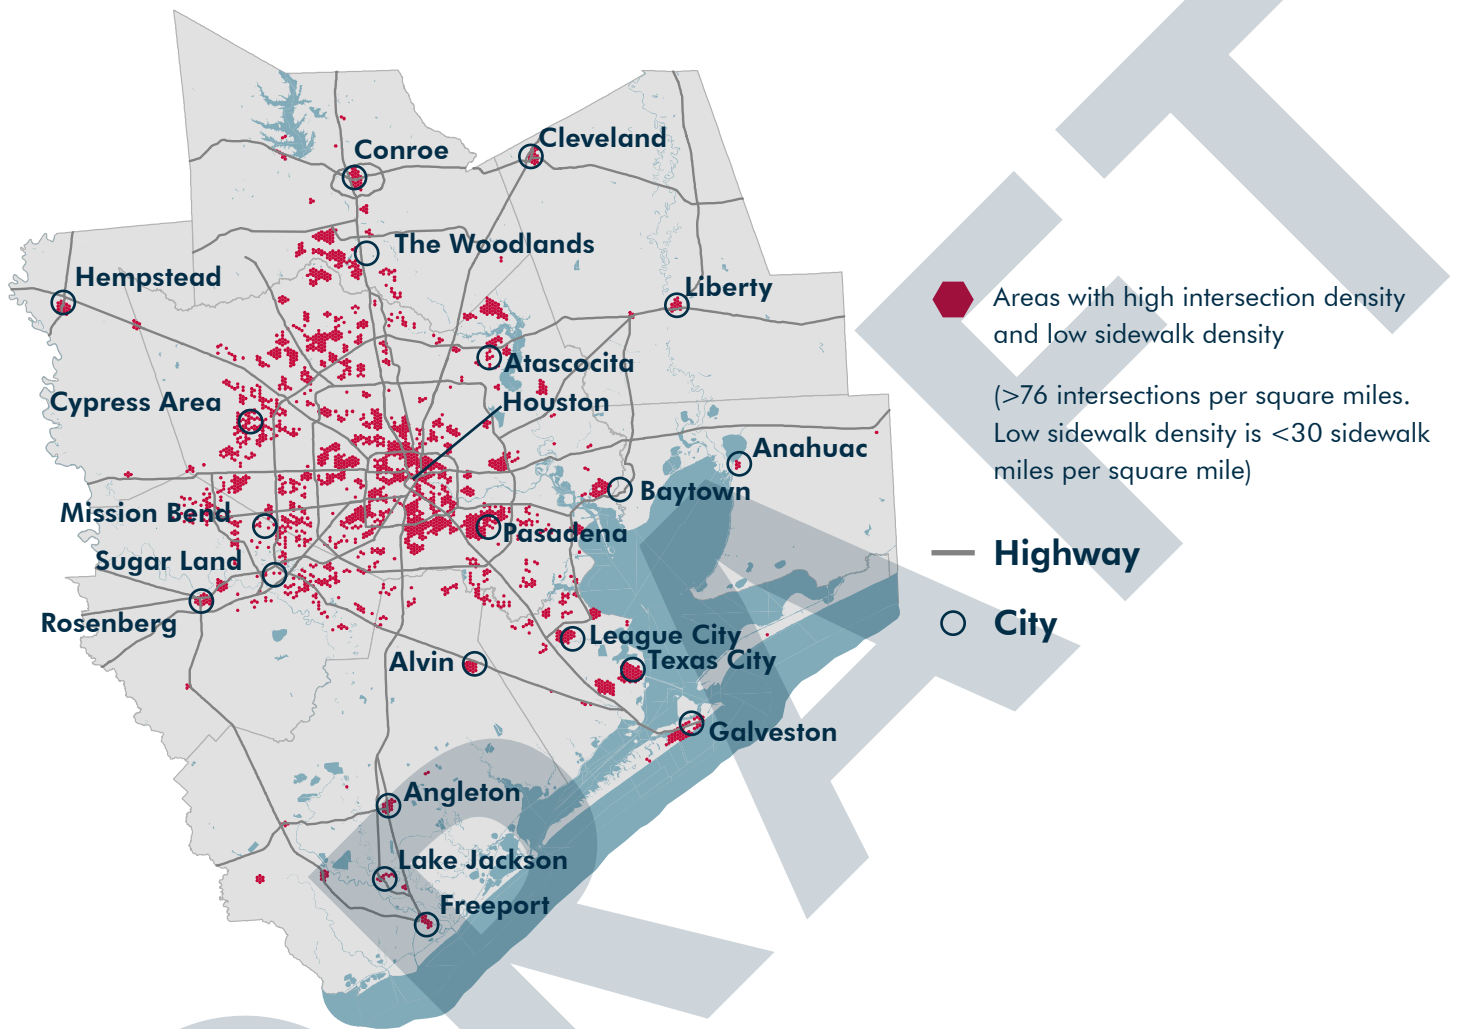 Cleveland
Conroe
The Woodlands
Hempstead
Liberty
Areas with high intersection density
and low sidewalk density
Atascocita
(>76 intersections per square miles.
Low sidewalk density is <30 sidewalk
miles per square mile)
Cypress Area
Houston
Anahuac
Baytown
Mission Bend
Pasadena
Sugar Land
Highway
Rosenberg
City
League City
Alvin
Texas City
Galveston
Angleton
Lake Jackson
Freeport